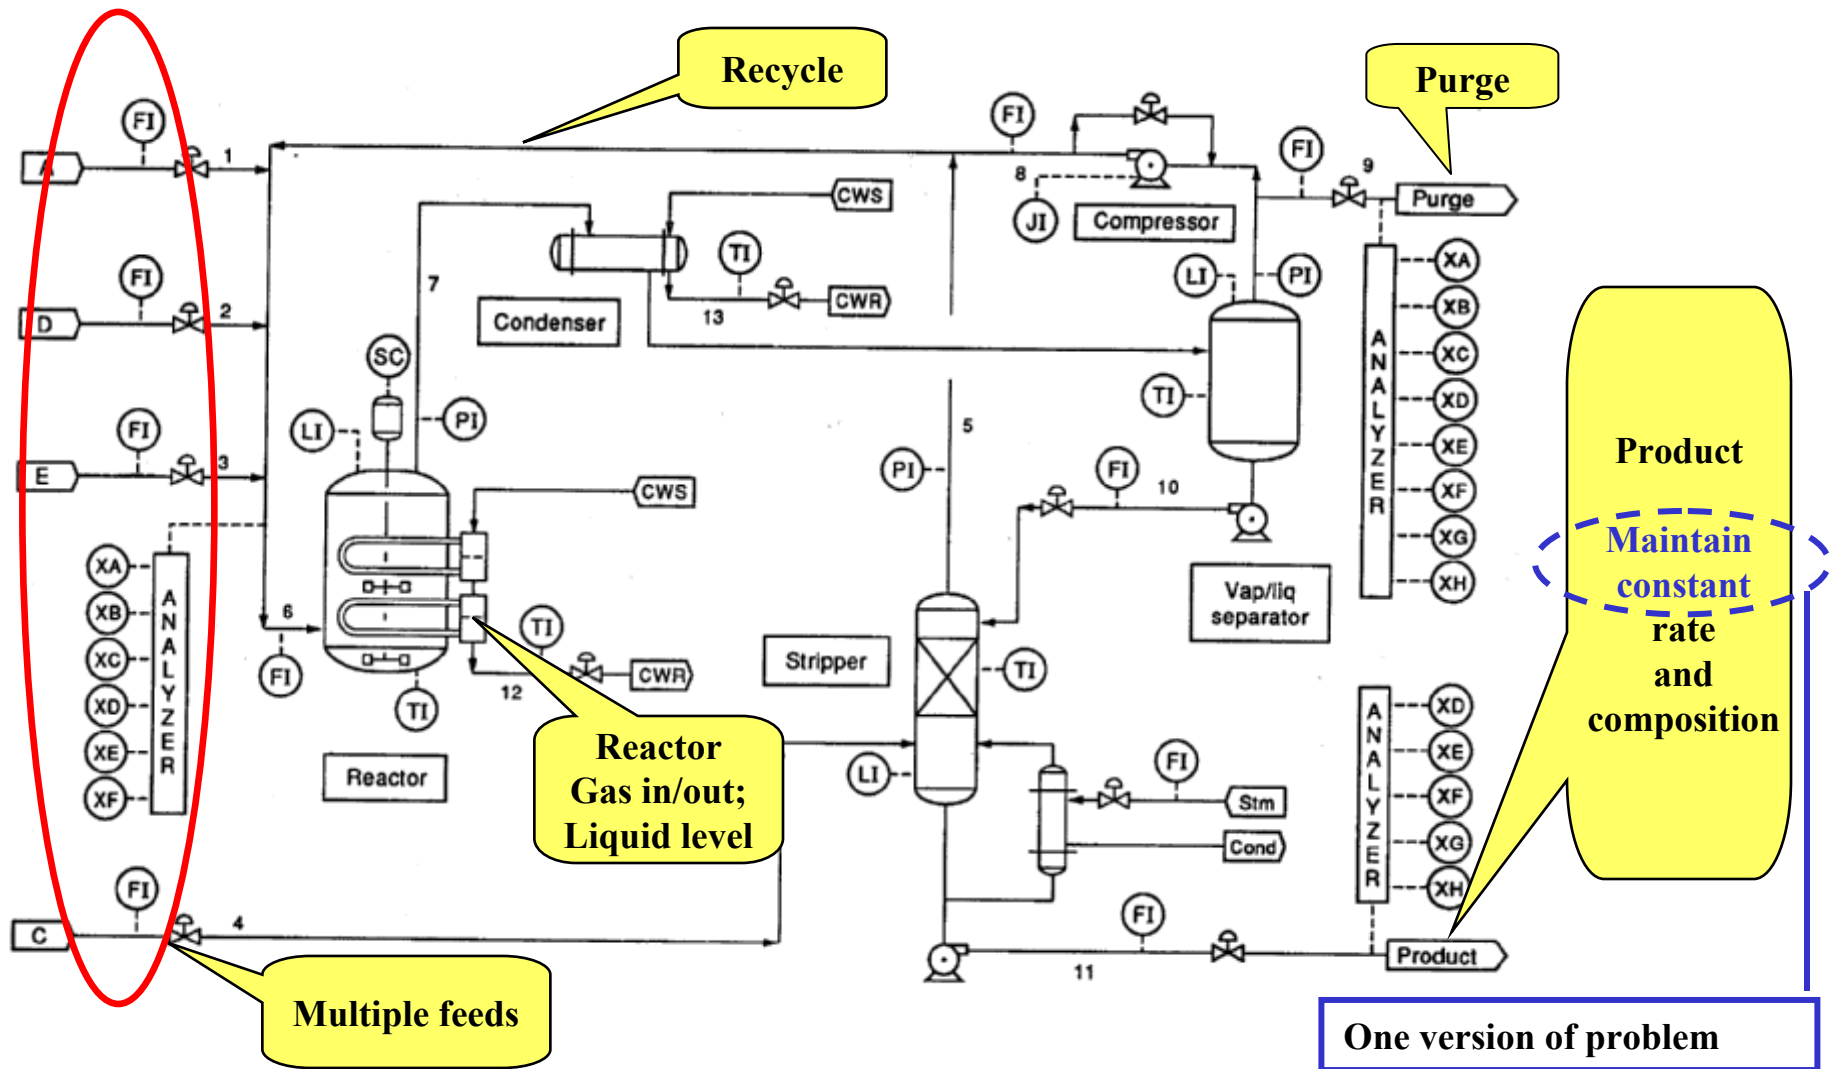 Recycle
Purge
FI
A
1
FI
D
2
FI
E
3
XA
XB
XC
XD
XE
XF
ANALYZER
FI
C
4
Multiple feeds
6
FI
7
SC
LI
PI
CWS
TI
12
CWR
TI
Reactor
Reactor
Gas in/out;
Liquid level
CWS
TI
13
CWR
Condenser
FI
8
JI
Compressor
FI
9
Purge
LI
PI
TI
Vap/liq
separator
FI
10
5
PI
Stripper
TI
LI
FI
Stm
Cond
FI
11
Product
ANALYZER
XA
XB
XC
XD
XE
XF
XG
XH
ANALYZER
XD
XE
XF
XG
XH
Product
Maintain
constant
rate
and
composition
One version of problem